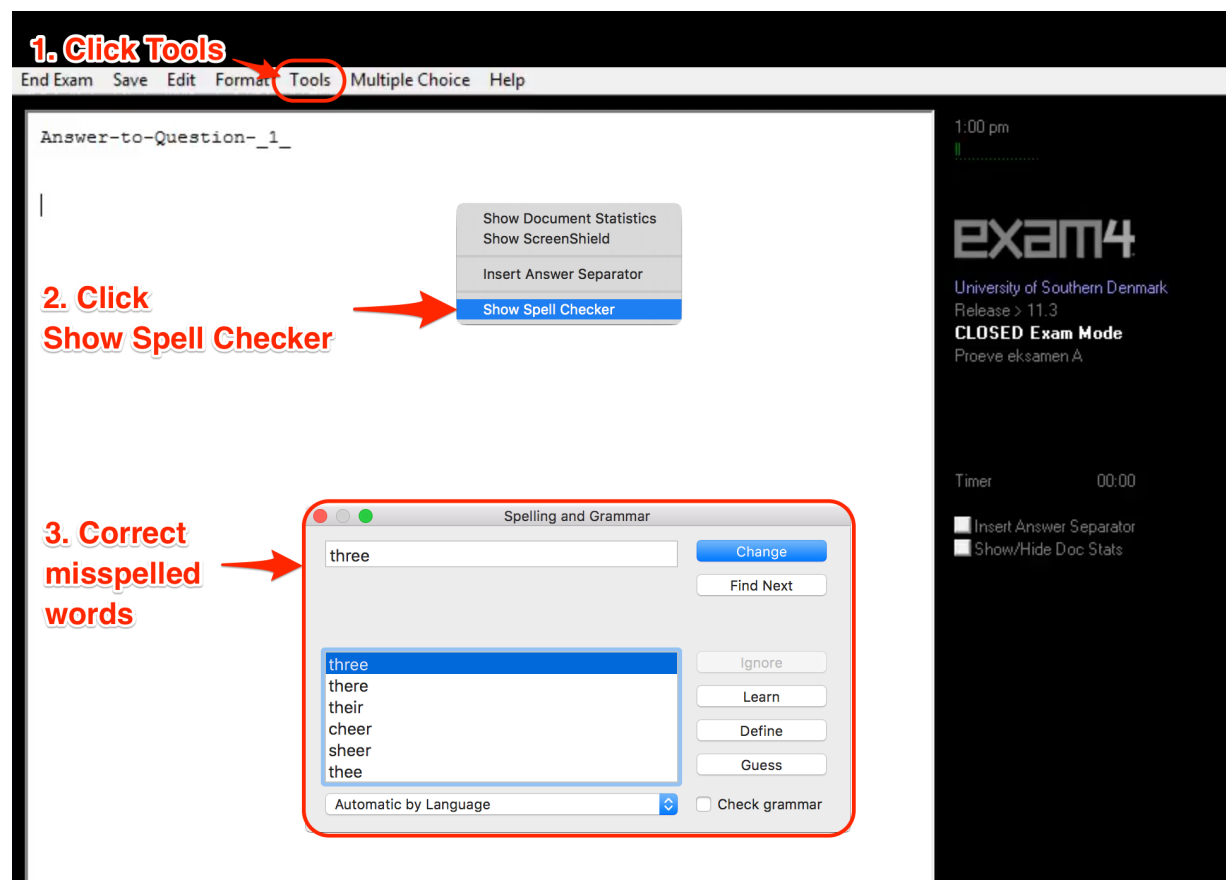 1. Click Tools
End Exam Save Edit Format Tools Multiple Choice Help
Answer-to-Question-_1_
1:00 pm
Show Document Statistics
Show ScreenShield
Insert Answer Separator
Show Spell Checker
2. Click
Show Spell Checker
exam4
University of Southern Denmark
Release > 11.3
CLOSED Exam Mode
Proeve eksamen A
Timer 00:00
Insert Answer Separator
Show/Hide Doc Stats
3. Correct
misspelled
words
Spelling and Grammar
three
Change
Find Next
three
there
their
cheer
sheer
thee
Ignore
Learn
Define
Guess
Automatic by Language
Check grammar